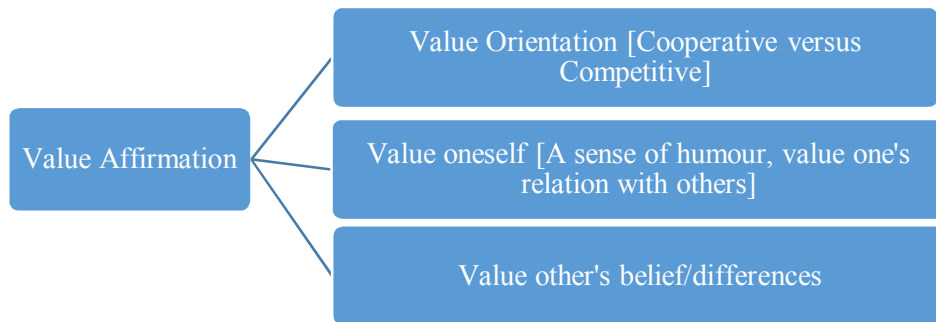 Value Orientation [Cooperative versus
Competitive]
Value Affirmation
Value oneself [A sense of humour, value one's
relation with others]
Value other's belief/differences